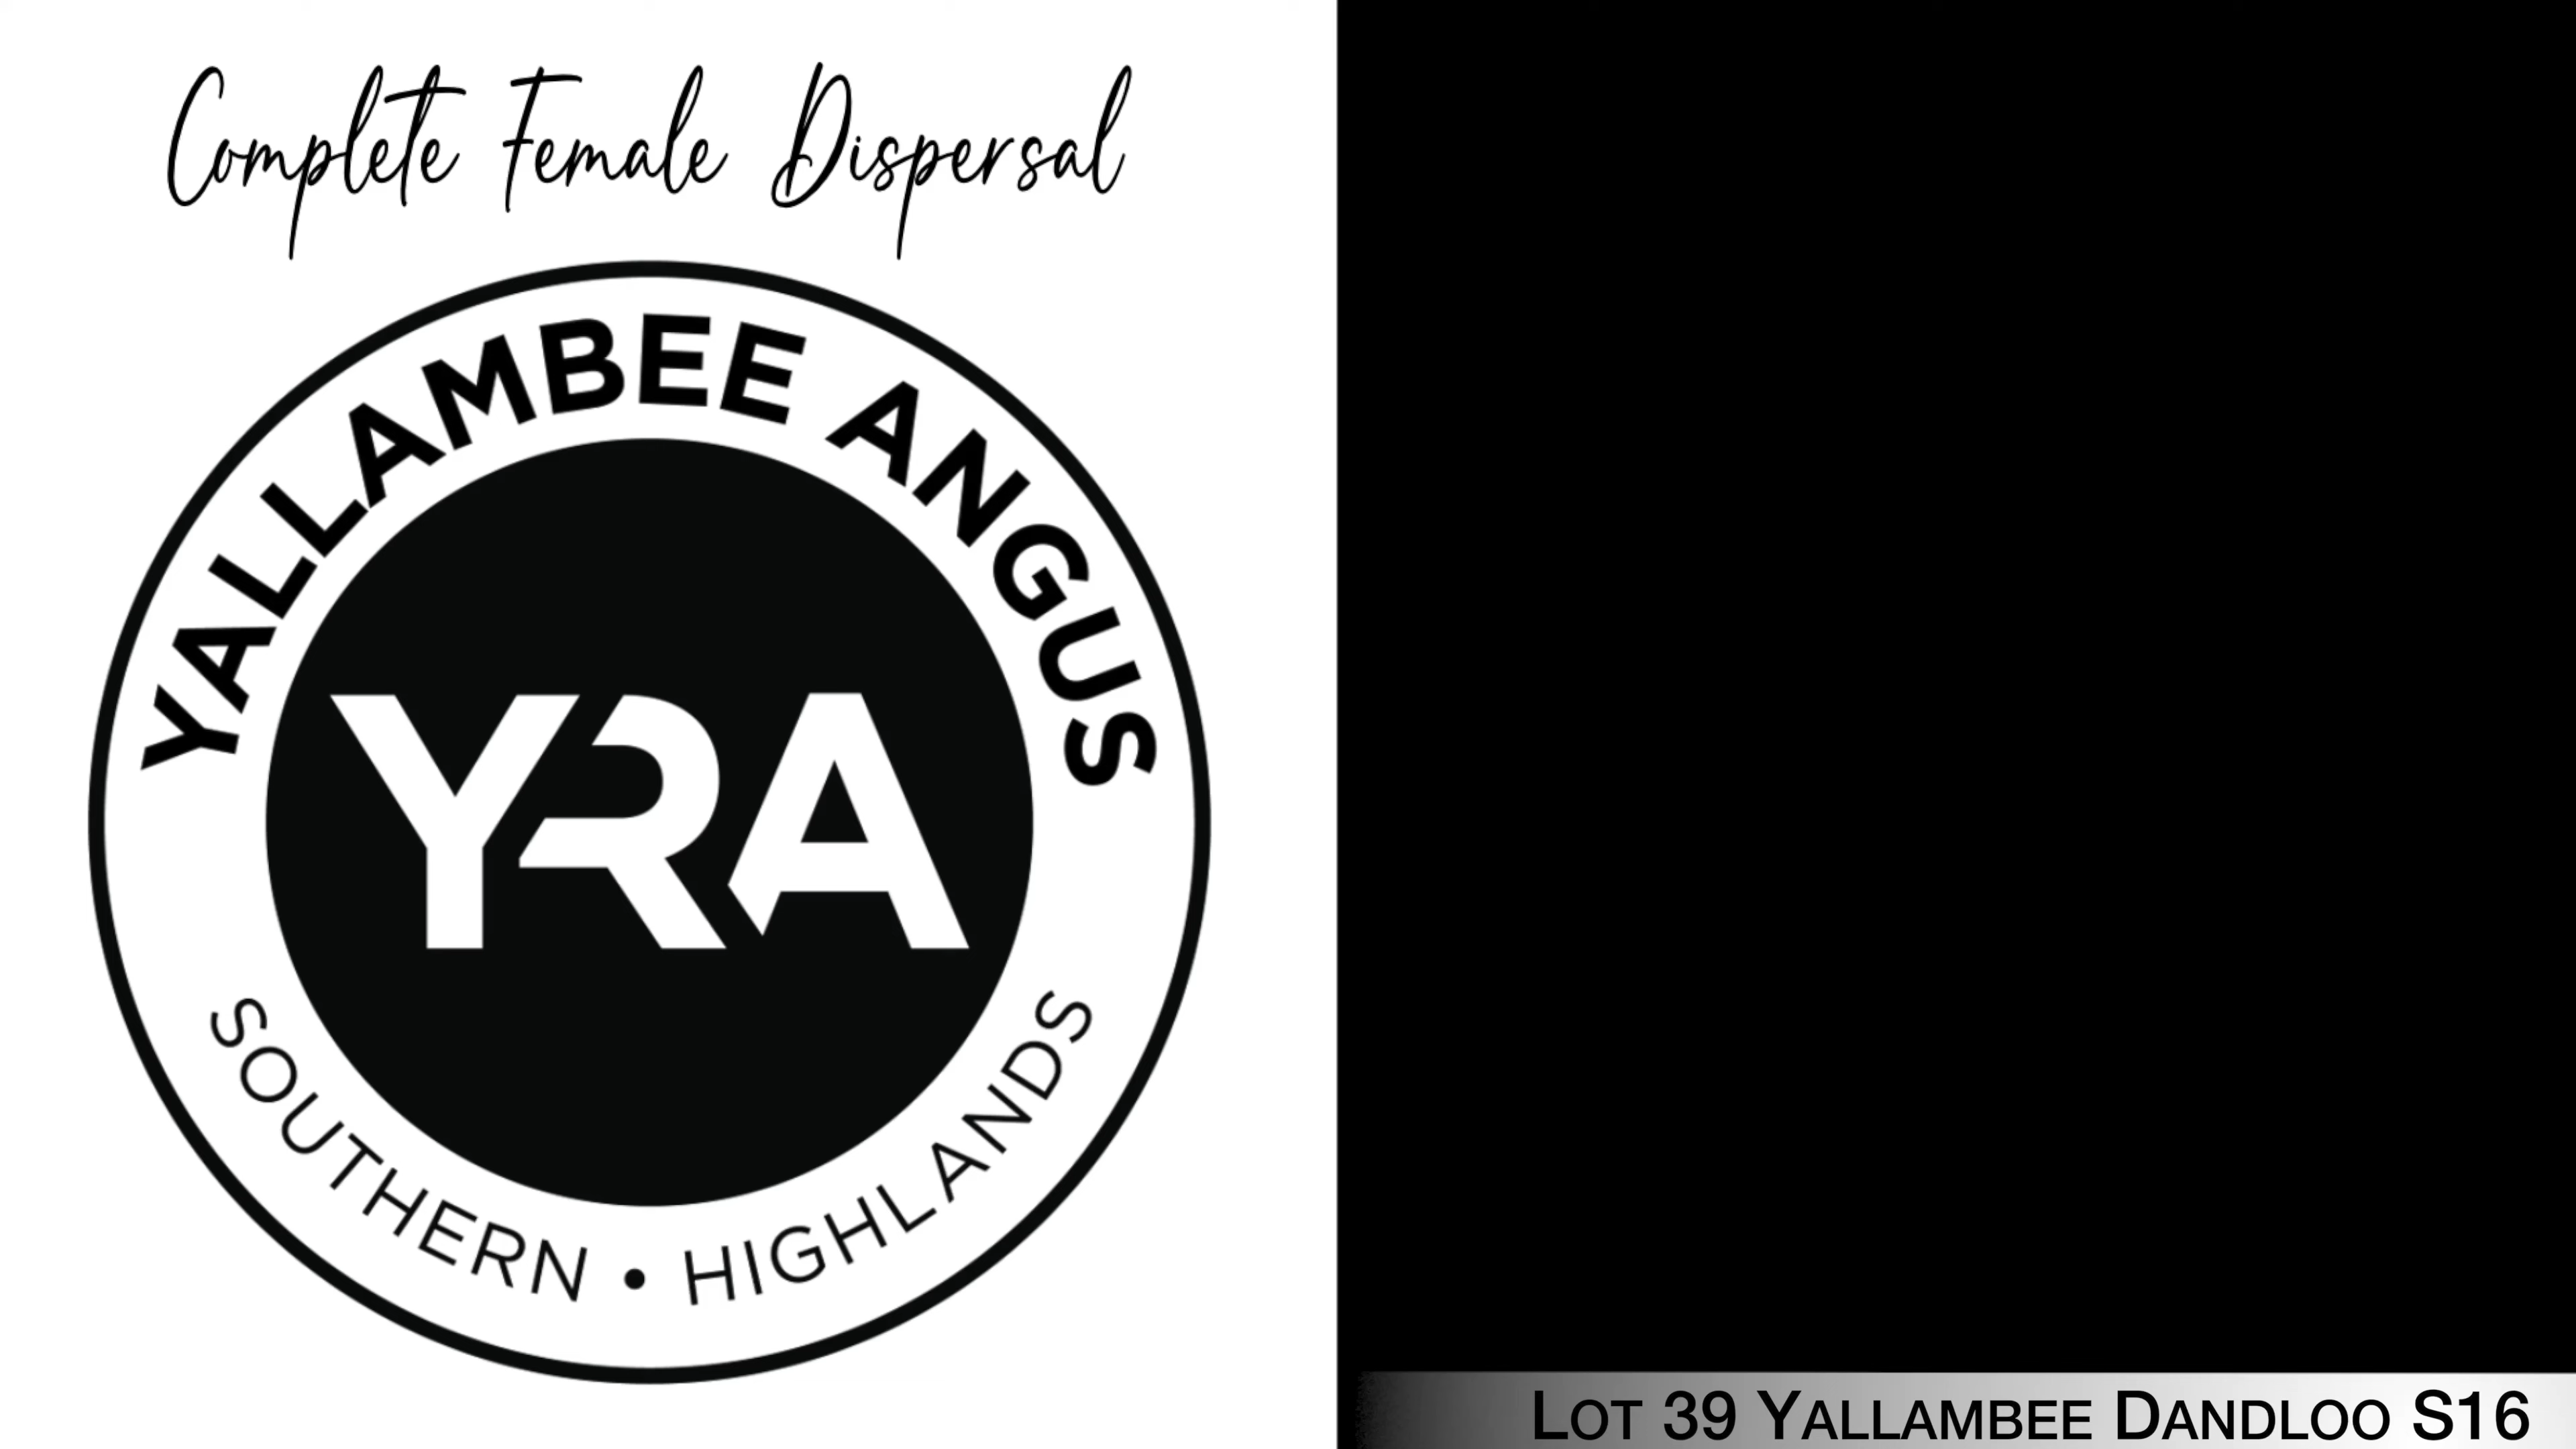 Complete Female Dispersal
YALLAMBEE ANGUS
YRA
SOUTHERN • HIGHLANDS
LOT 39 YALLAMBEE DANDLOO S16